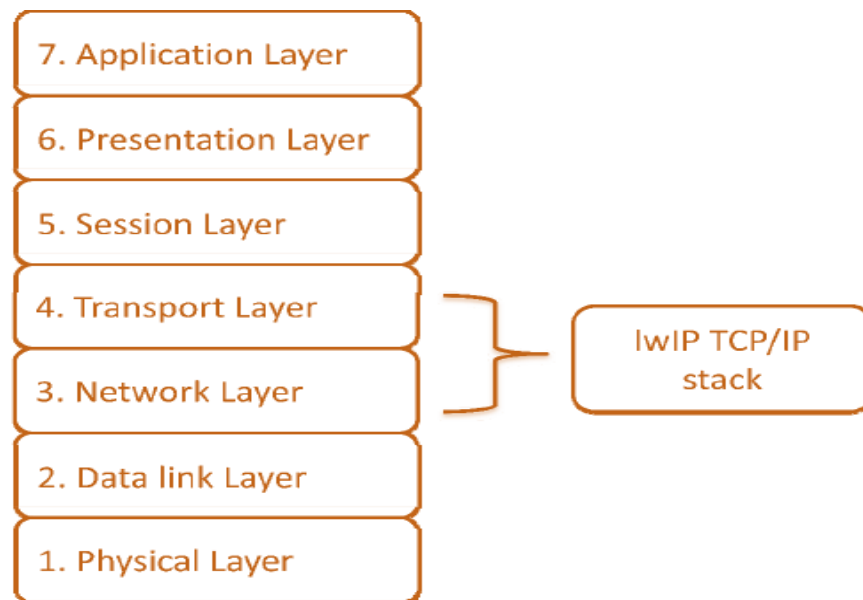 7. Application Layer
6. Presentation Layer
5. Session Layer
4. Transport Layer
3. Network Layer
2. Data link Layer
1. Physical Layer
lwIP TCP/IP
stack